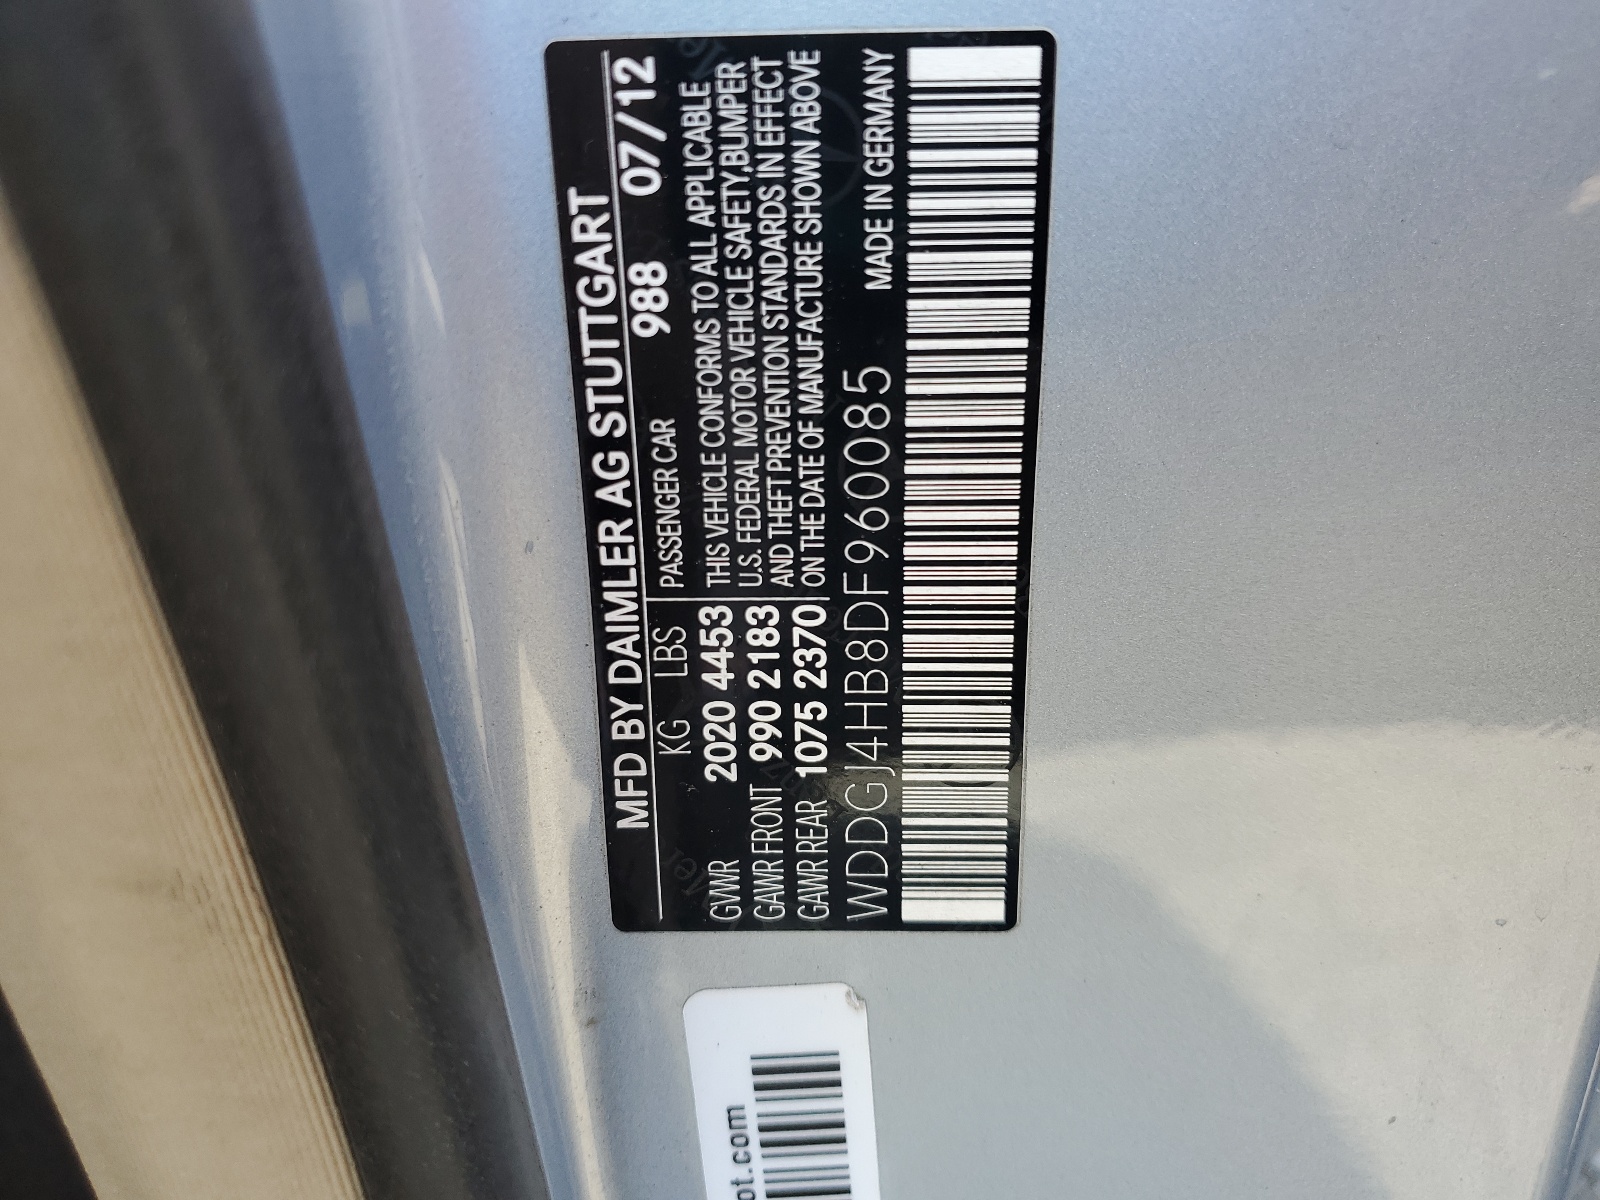 MFD BY DAIMLER AG STUTTGART
988 07/12
KG LBS PASSENGER CAR
GVWR 2020 4453 THIS VEHICLE CONFORMS TO ALL APPLICABLE
U.S. FEDERAL MOTOR VEHICLE SAFETY,BUMPER
GAWR FRONT 990 2183 AND THEFT PREVENTION STANDARDS IN EFFECT
GAWR REAR 1075 2370 ON THE DATE OF MANUFACTURE SHOWN ABOVE
WDDGJ4HB8DF960085 MADE IN GERMANY
ot.com